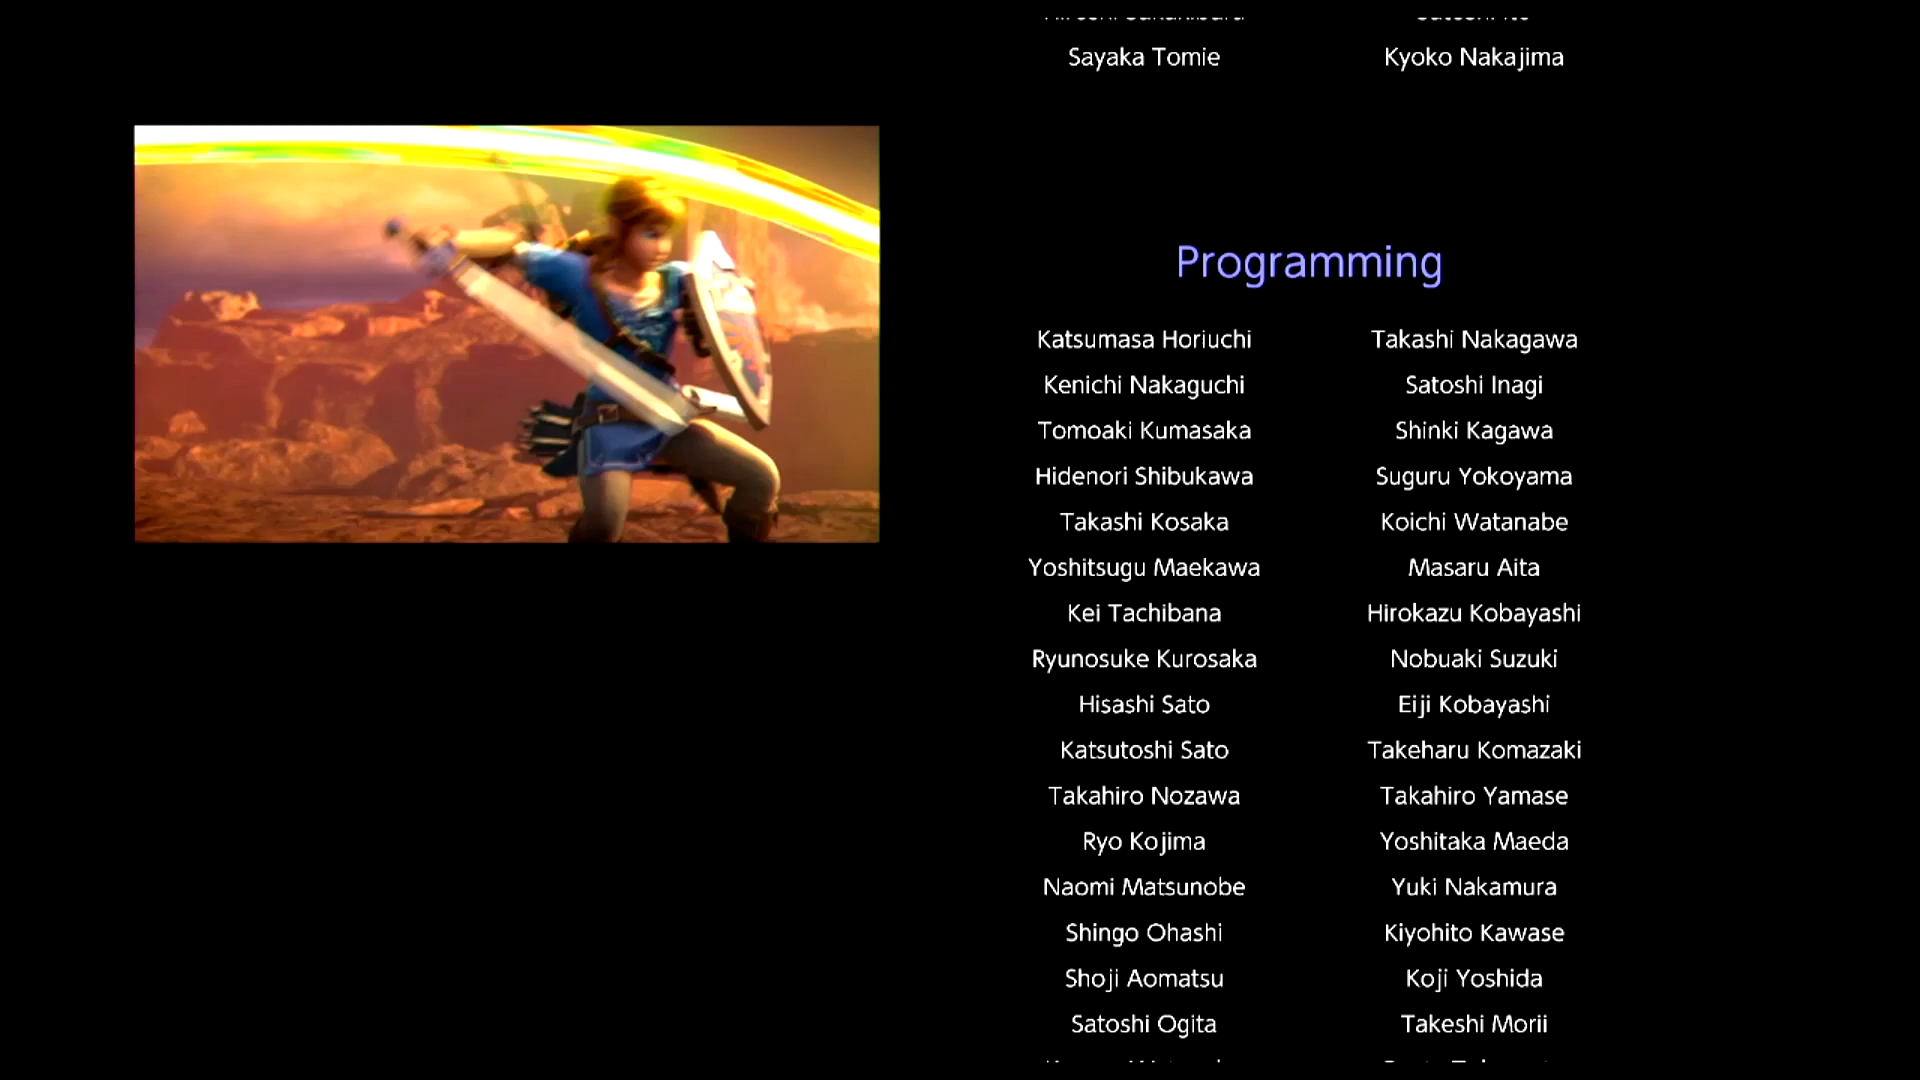 Sayaka Tomie Kyoko Nakajima
Programming
Katsumasa Horiuchi Takashi Nakagawa
Kenichi Nakaguchi Satoshi Inagi
Tomoaki Kumasaka Shinki Kagawa
Hidenori Shibukawa Suguru Yokoyama
Takashi Kosaka Koichi Watanabe
Yoshitsugu Maekawa Masaru Aita
Kei Tachibana Hirokazu Kobayashi
Ryunosuke Kurosaka Nobuaki Suzuki
Hisashi Sato Eiji Kobayashi
Katsutoshi Sato Takeharu Komazaki
Takahiro Nozawa Takahiro Yamase
Ryo Kojima Yoshitaka Maeda
Naomi Matsunobe Yuki Nakamura
Shingo Ohashi Kiyohito Kawase
Shoji Aomatsu Koji Yoshida
Satoshi Ogita Takeshi Morii